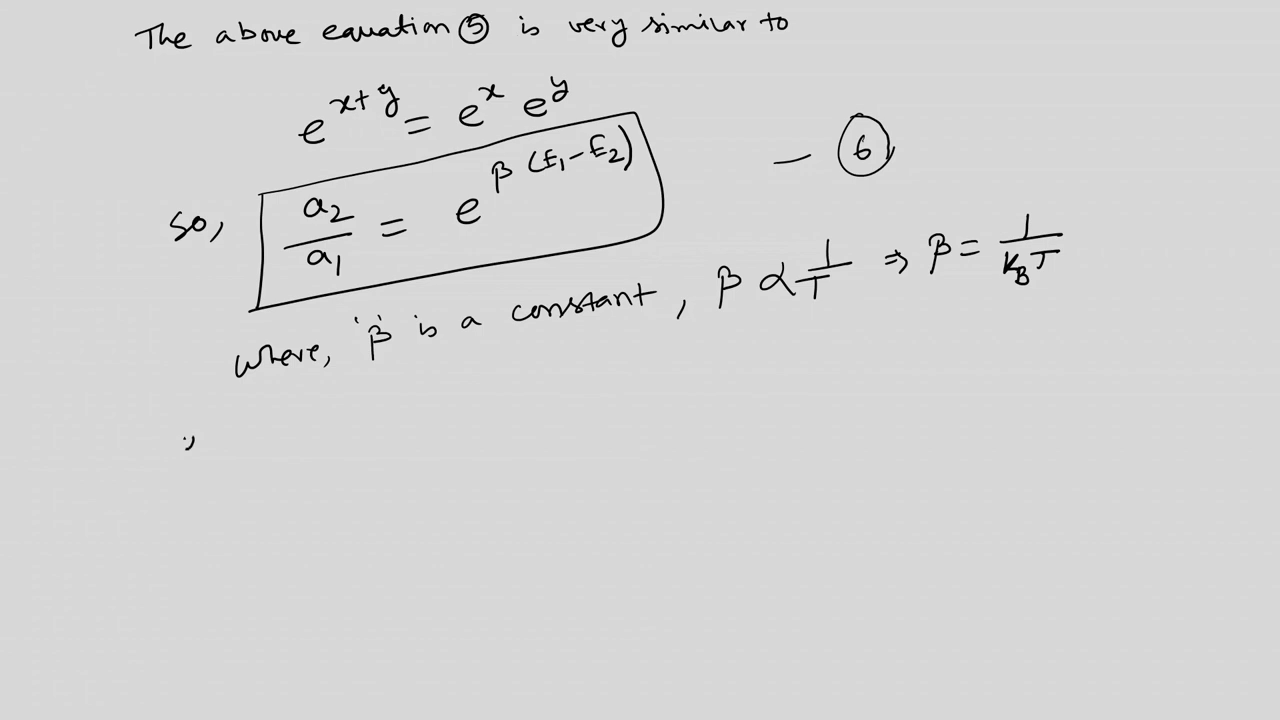 The above equation ⑤ is very similar to
e^{x+y} = e^x e^y
So, a₂/a₁ = e^{β(E₁-E₂)} — ⑥
where, 'β' is a constant, β ∝ 1/T ⇒ β = 1/(K_B T)